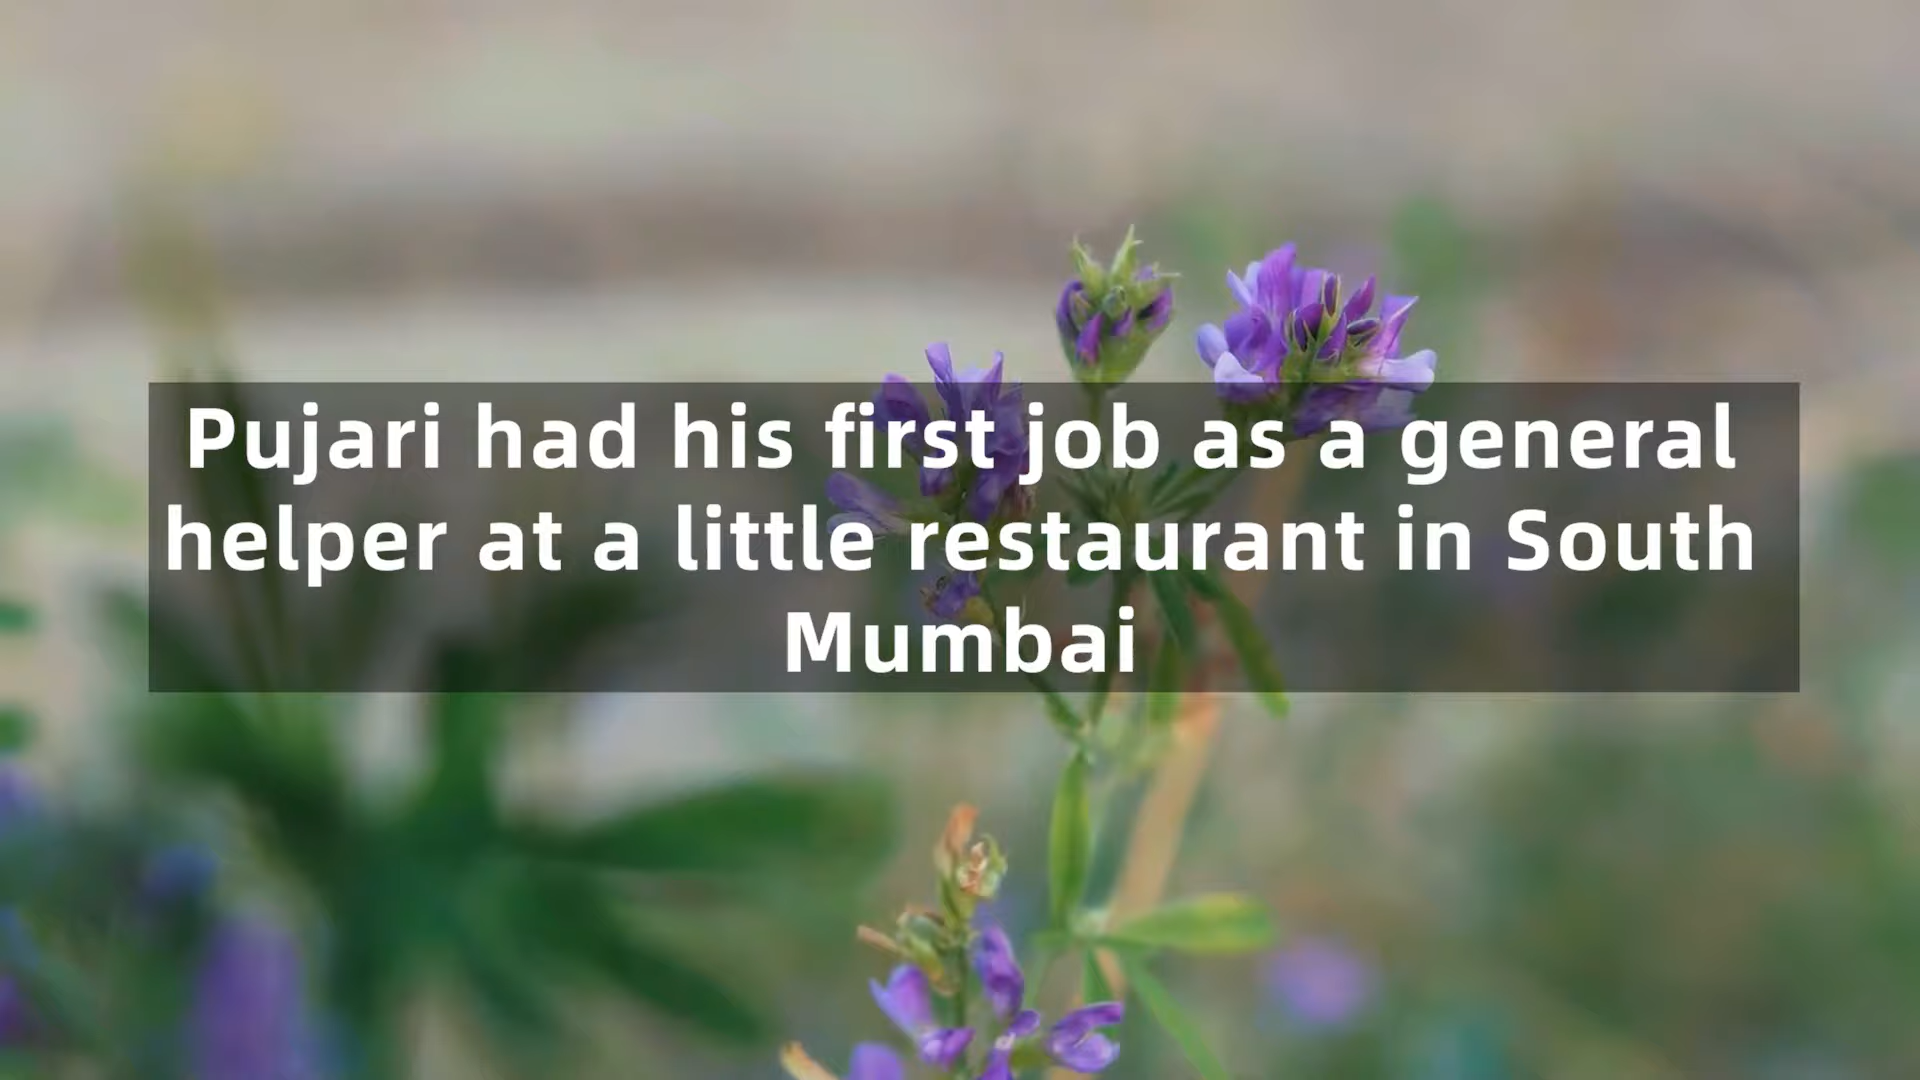 Pujari had his first job as a general
helper at a little restaurant in South
Mumbai